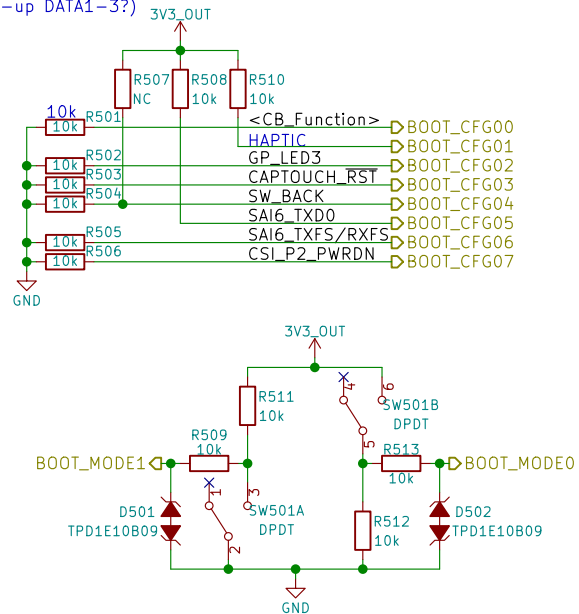 -up DATA1-3?)
3V3_OUT
R507
NC
R508
10k
R510
10k
10k
10k
R501
<CB_Function>
BOOT_CFG00
HAPTIC
BOOT_CFG01
10k
R502
GP_LED3
BOOT_CFG02
10k
R503
CAPTOUCH_RST
BOOT_CFG03
10k
R504
SW_BACK
BOOT_CFG04
SAI6_TXD0
BOOT_CFG05
10k
R505
SAI6_TXFS/RXFS
BOOT_CFG06
10k
R506
CSI_P2_PWRDN
BOOT_CFG07
GND
3V3_OUT
R511
10k
4
6
SW501B
DPDT
5
R509
10k
BOOT_MODE1
R513
10k
BOOT_MODE0
1
3
SW501A
DPDT
2
D501
TPD1E10B09
R512
10k
D502
TPD1E10B09
GND